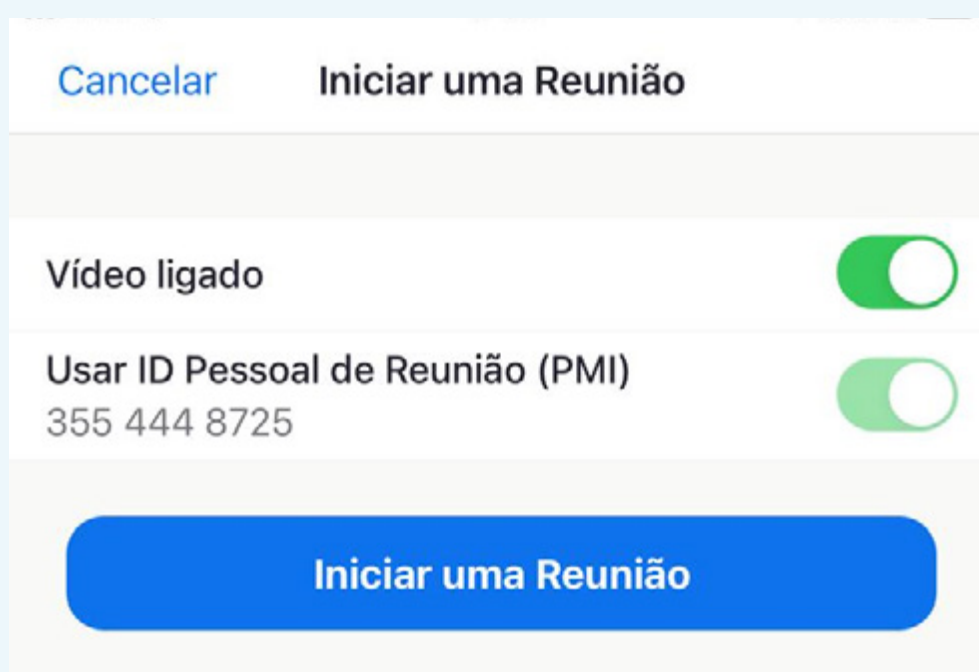 Cancelar Iniciar uma Reunião
Vídeo ligado
Usar ID Pessoal de Reunião (PMI)
355 444 8725
Iniciar uma Reunião